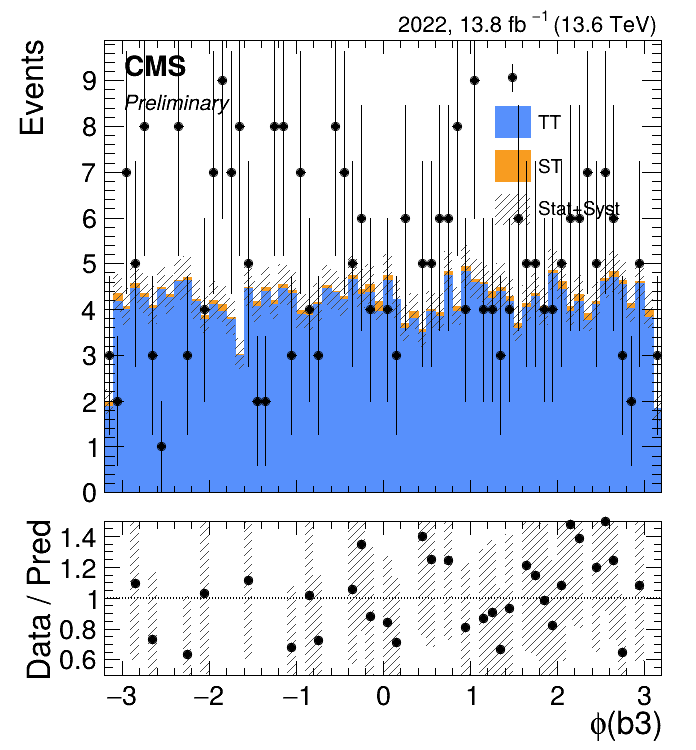 2022, 13.8 fb⁻¹ (13.6 TeV)
Events
CMS
Preliminary
TT
ST
Stat+Syst
9
8
7
6
5
4
3
2
1
0
Data / Pred
1.4
1.2
1
0.8
0.6
−3 −2 −1 0 1 2 3
ϕ(b3)